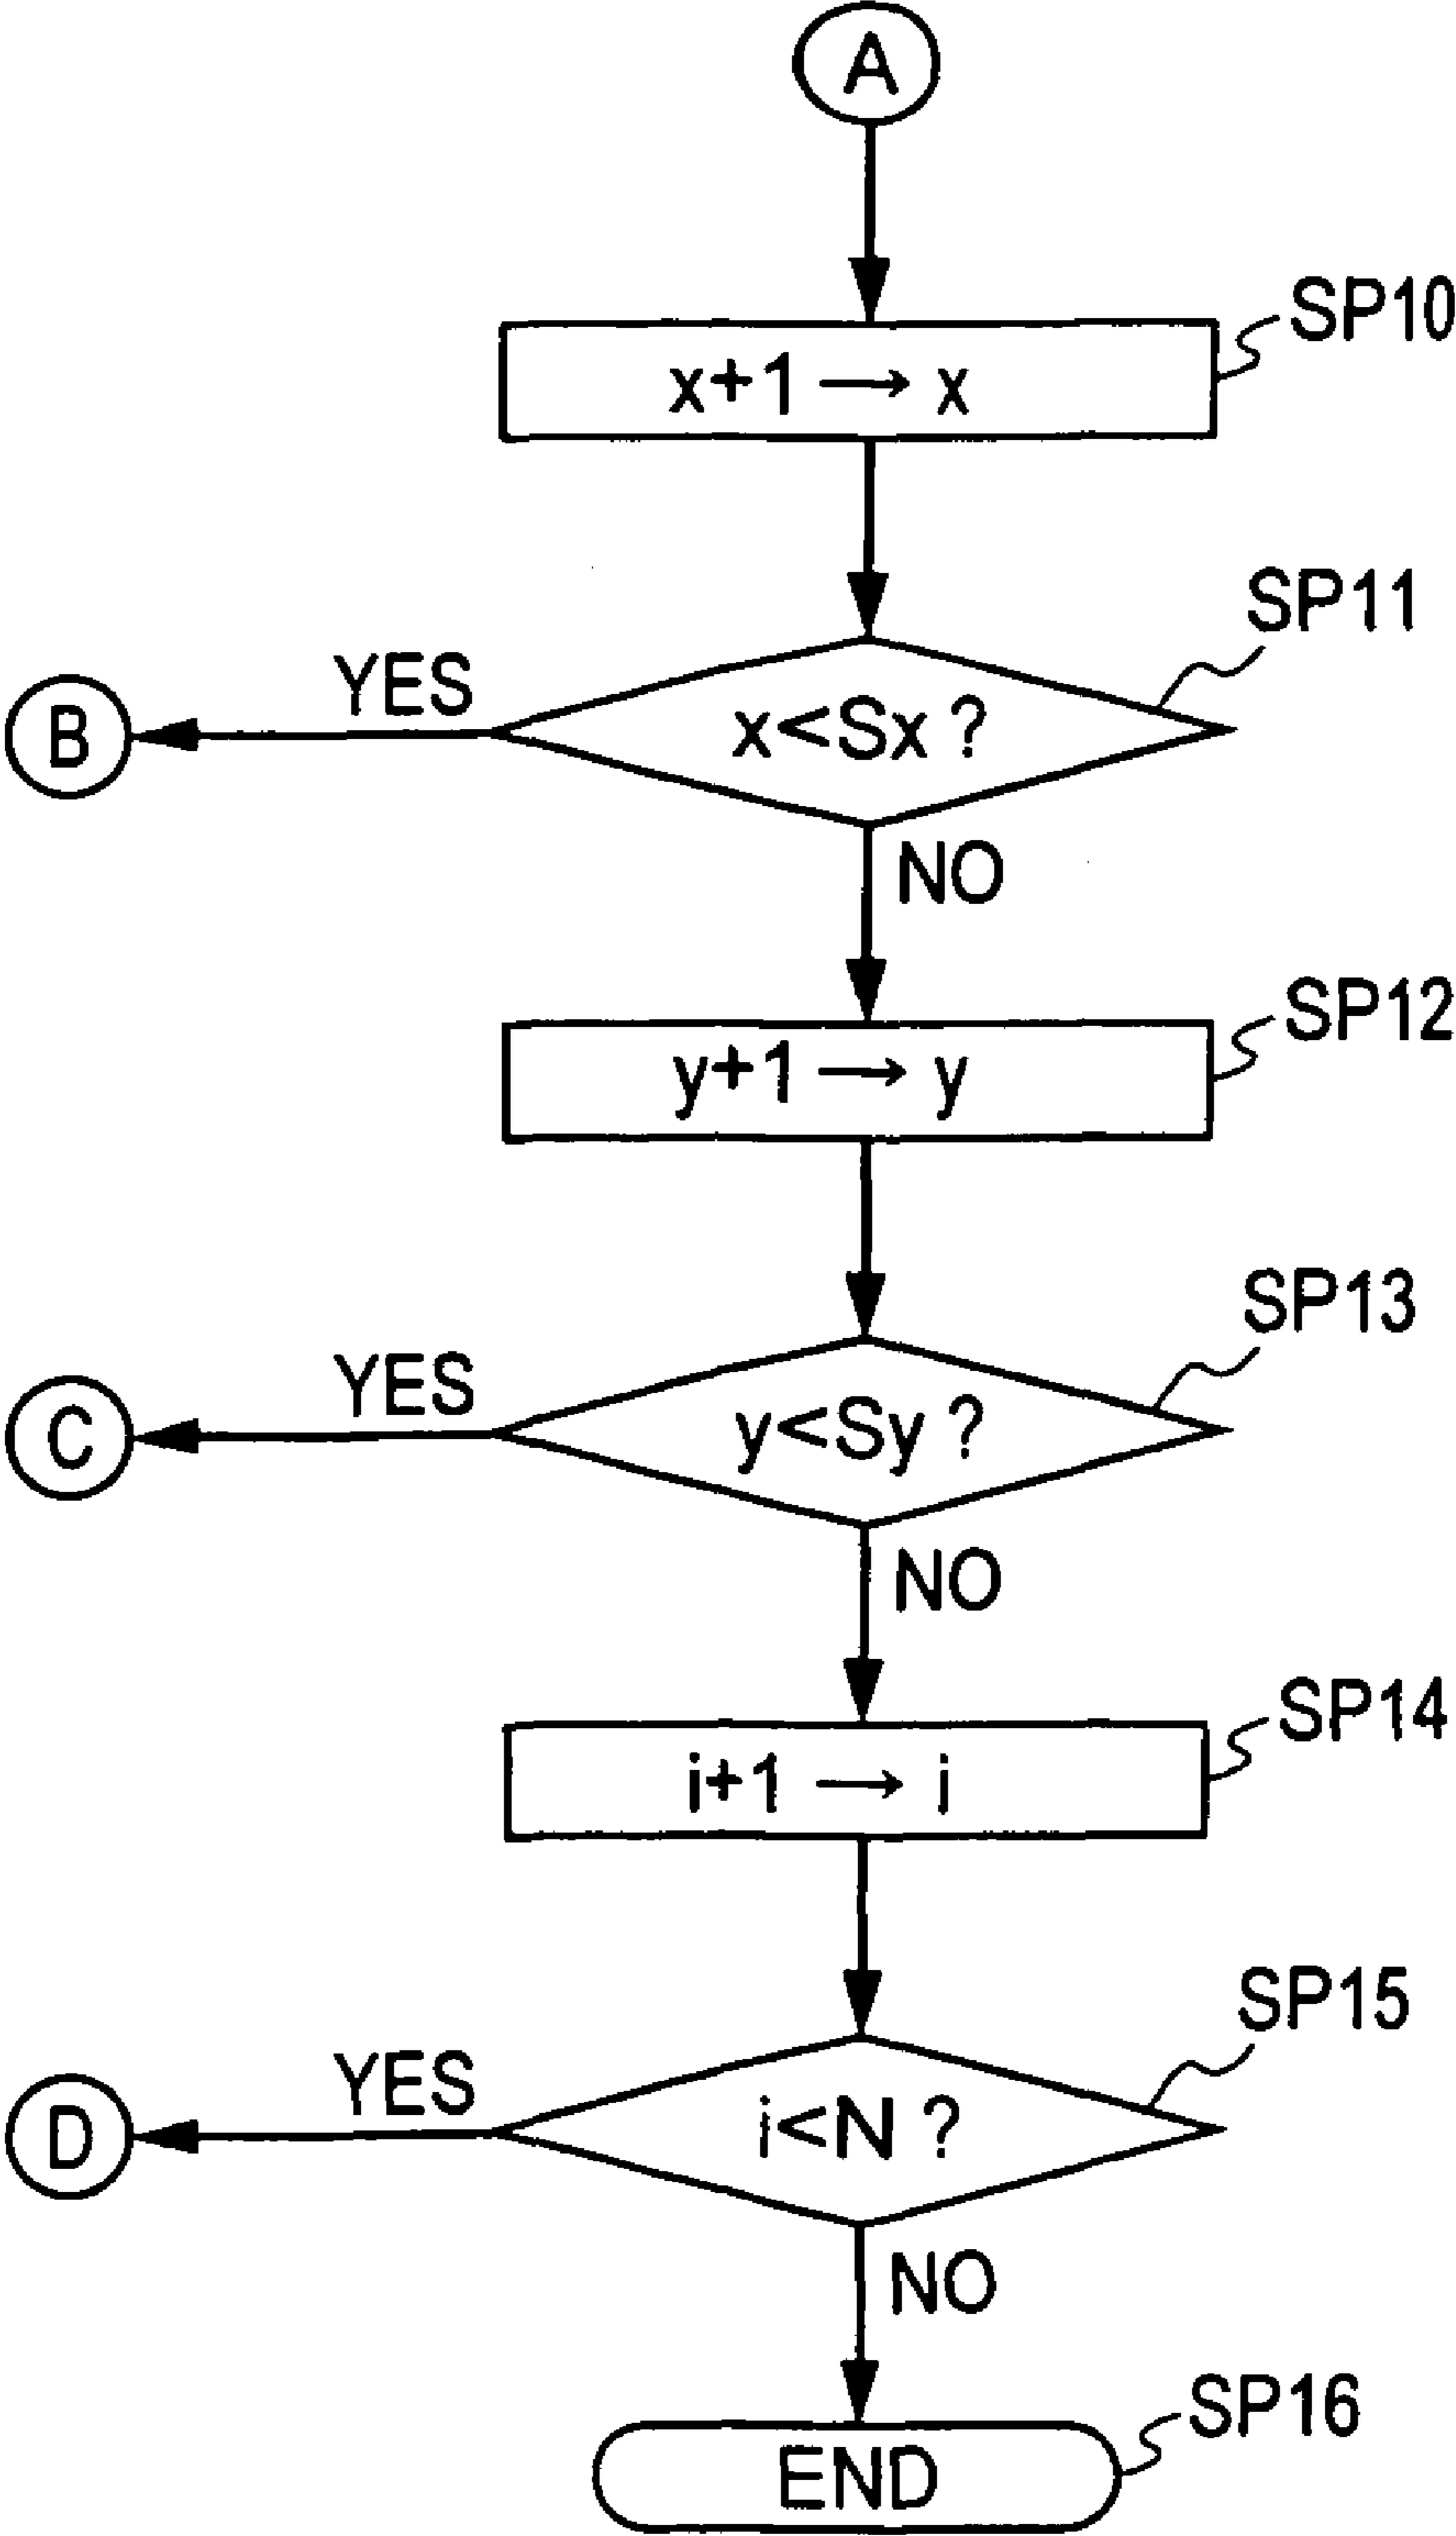 A
SP10
x+1 → x
SP11
YES
B
x<Sx ?
NO
SP12
y+1 → y
SP13
YES
C
y<Sy ?
NO
SP14
i+1 → i
SP15
YES
D
i<N ?
NO
SP16
END